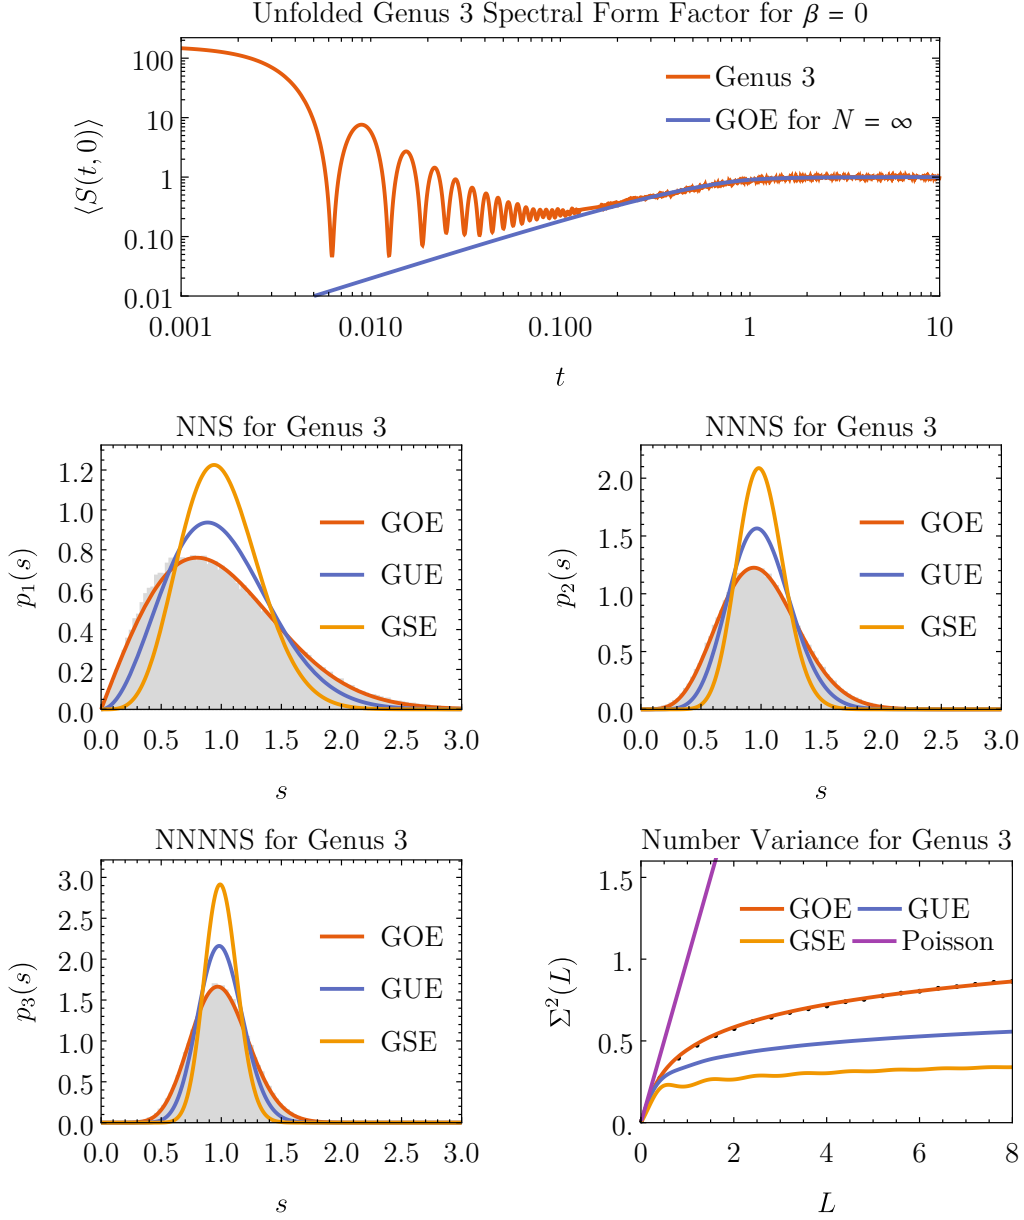 Unfolded Genus 3 Spectral Form Factor for β = 0
100
10
1
0.10
0.01
⟨S(t, 0)⟩
Genus 3
GOE for N = ∞
0.001 0.010 0.100 1 10
t
NNS for Genus 3
1.2
1.0
0.8
0.6
0.4
0.2
0.0
p₁(s)
GOE
GUE
GSE
0.0 0.5 1.0 1.5 2.0 2.5 3.0
s
NNNS for Genus 3
2.0
1.5
1.0
0.5
0.0
p₂(s)
GOE
GUE
GSE
0.0 0.5 1.0 1.5 2.0 2.5 3.0
s
NNNNS for Genus 3
3.0
2.5
2.0
1.5
1.0
0.5
0.0
p₃(s)
GOE
GUE
GSE
0.0 0.5 1.0 1.5 2.0 2.5 3.0
s
Number Variance for Genus 3
1.5
1.
0.5
0.
Σ²(L)
GOE GUE
GSE Poisson
0 2 4 6 8
L